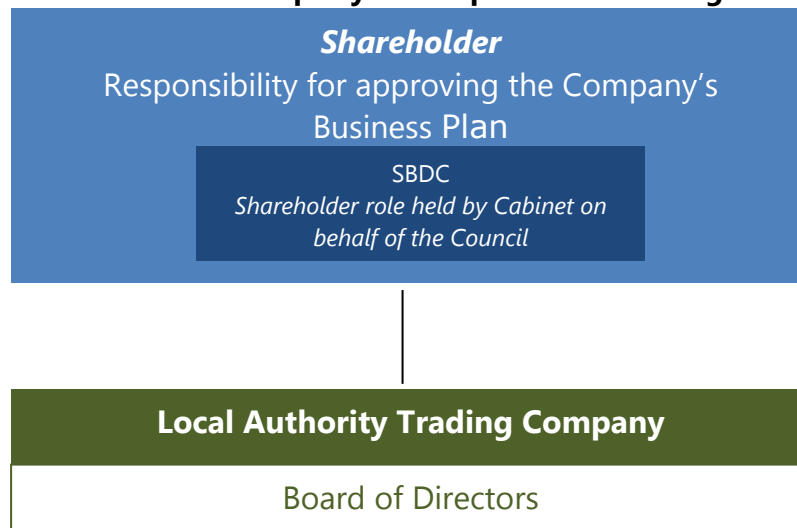 Shareholder
Responsibility for approving the Company’s
Business Plan
SBDC
Shareholder role held by Cabinet on
behalf of the Council
Local Authority Trading Company
Board of Directors